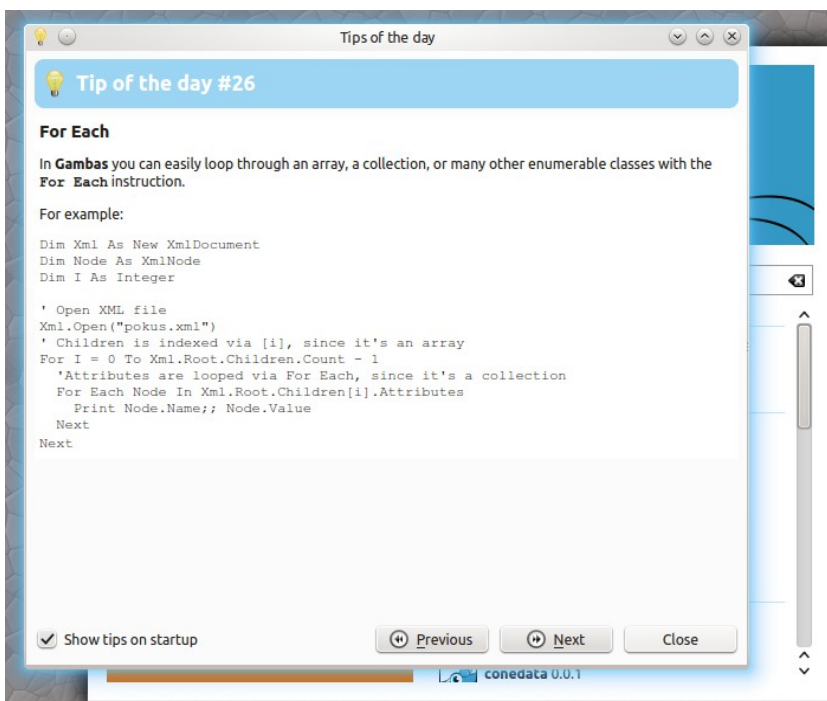 Tips of the day
Tip of the day #26
For Each
In Gambas you can easily loop through an array, a collection, or many other enumerable classes with the
For Each instruction.
For example:
Dim Xml As New XmlDocument
Dim Node As XmlNode
Dim I As Integer
' Open XML file
Xml.Open("pokus.xml")
' Children is indexed via [i], since it's an array
For I = 0 To Xml.Root.Children.Count - 1
'Attributes are looped via For Each, since it's a collection
For Each Node In Xml.Root.Children[i].Attributes
Print Node.Name;; Node.Value
Next
Next
Show tips on startup
Previous
Next
Close
conedata 0.0.1